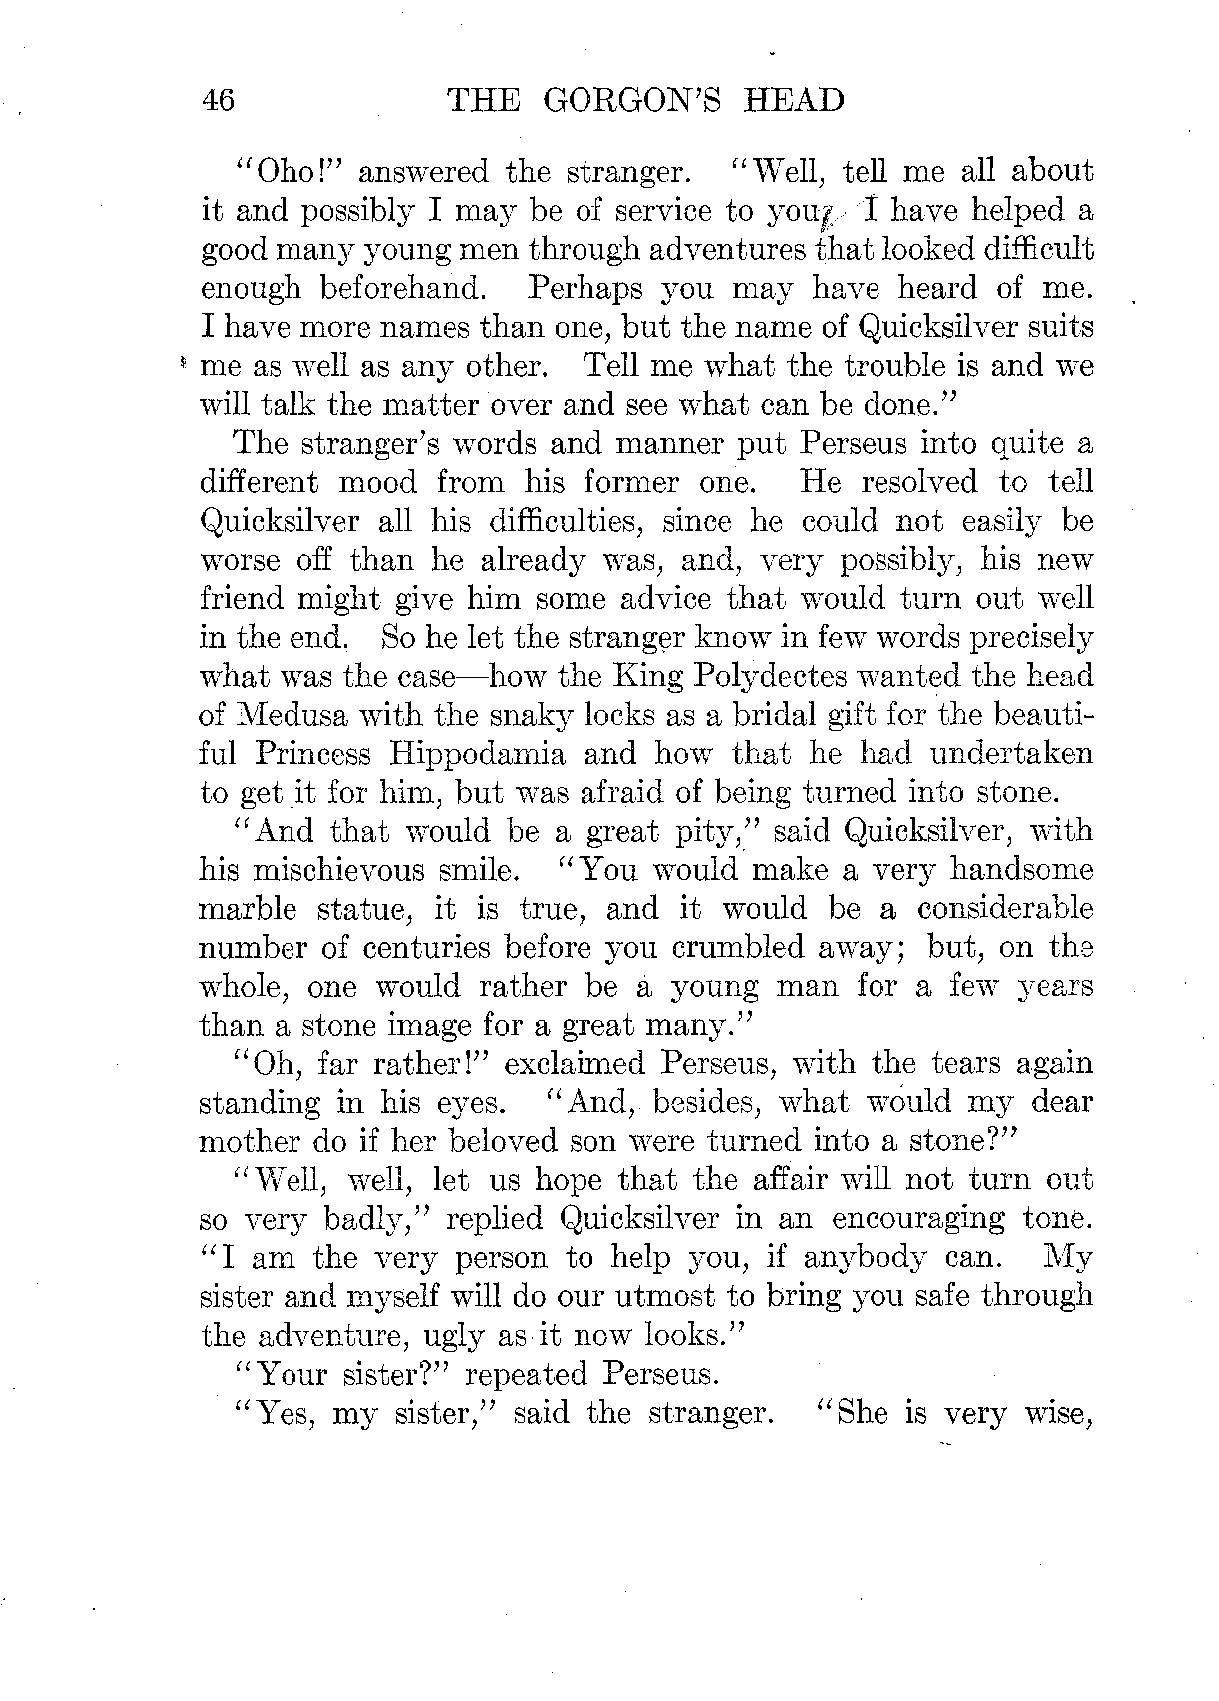 46 THE GORGON'S HEAD
"Oho!" answered the stranger. "Well, tell me all about
it and possibly I may be of service to you. I have helped a
good many young men through adventures that looked difficult
enough beforehand. Perhaps you may have heard of me.
I have more names than one, but the name of Quicksilver suits
me as well as any other. Tell me what the trouble is and we
will talk the matter over and see what can be done."
The stranger's words and manner put Perseus into quite a
different mood from his former one. He resolved to tell
Quicksilver all his difficulties, since he could not easily be
worse off than he already was, and, very possibly, his new
friend might give him some advice that would turn out well
in the end. So he let the stranger know in few words precisely
what was the case—how the King Polydectes wanted the head
of Medusa with the snaky locks as a bridal gift for the beauti-
ful Princess Hippodamia and how that he had undertaken
to get it for him, but was afraid of being turned into stone.
"And that would be a great pity," said Quicksilver, with
his mischievous smile. "You would make a very handsome
marble statue, it is true, and it would be a considerable
number of centuries before you crumbled away; but, on the
whole, one would rather be a young man for a few years
than a stone image for a great many."
"Oh, far rather!" exclaimed Perseus, with the tears again
standing in his eyes. "And, besides, what would my dear
mother do if her beloved son were turned into a stone?"
"Well, well, let us hope that the affair will not turn out
so very badly," replied Quicksilver in an encouraging tone.
"I am the very person to help you, if anybody can. My
sister and myself will do our utmost to bring you safe through
the adventure, ugly as it now looks."
"Your sister?" repeated Perseus.
"Yes, my sister," said the stranger. "She is very wise,